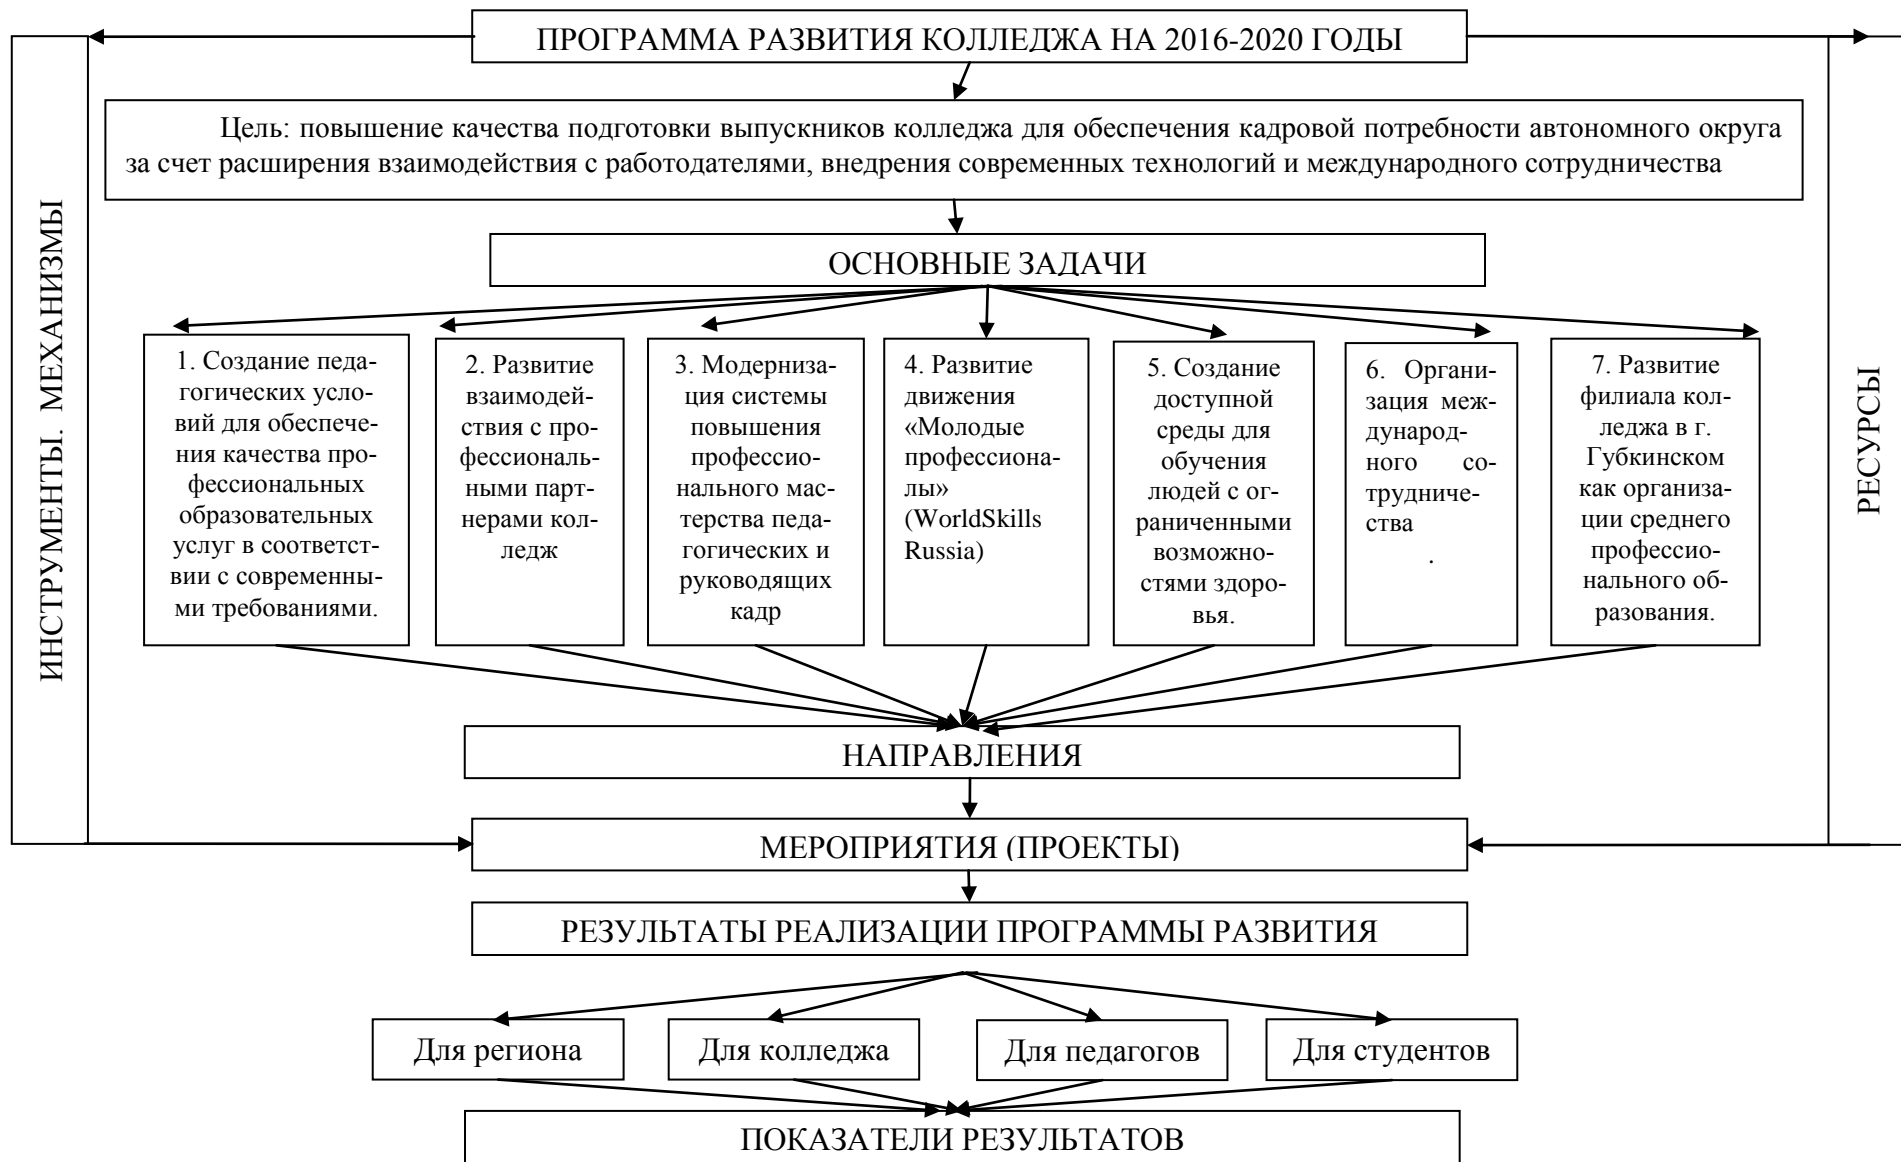 ПРОГРАММА РАЗВИТИЯ КОЛЛЕДЖА НА 2016-2020 ГОДЫ
Цель: повышение качества подготовки выпускников колледжа для обеспечения кадровой потребности автономного округа
за счет расширения взаимодействия с работодателями, внедрения современных технологий и международного сотрудничества
ИНСТРУМЕНТЫ. МЕХАНИЗМЫ
РЕСУРСЫ
ОСНОВНЫЕ ЗАДАЧИ
1. Создание педа-
гогических усло-
вий для обеспече-
ния качества про-
фессиональных
образовательных
услуг в соответст-
вии с современны-
ми требованиями.
2. Развитие
взаимодей-
ствия с про-
фессиональ-
ными парт-
нерами кол-
ледж
3. Модерниза-
ция системы
повышения
профессио-
нального мас-
терства педа-
гогических и
руководящих
кадр
4. Развитие
движения
«Молодые
профессиона-
лы»
(WorldSkills
Russia)
5. Создание
доступной
среды для
обучения
людей с ог-
раниченными
возможно-
стями здоро-
вья.
6. Органи-
зация меж-
дународ-
ного со-
трудниче-
ства
.
7. Развитие
филиала кол-
леджа в г.
Губкинском
как организа-
ции среднего
профессио-
нального об-
разования.
НАПРАВЛЕНИЯ
МЕРОПРИЯТИЯ (ПРОЕКТЫ)
РЕЗУЛЬТАТЫ РЕАЛИЗАЦИИ ПРОГРАММЫ РАЗВИТИЯ
Для региона
Для колледжа
Для педагогов
Для студентов
ПОКАЗАТЕЛИ РЕЗУЛЬТАТОВ